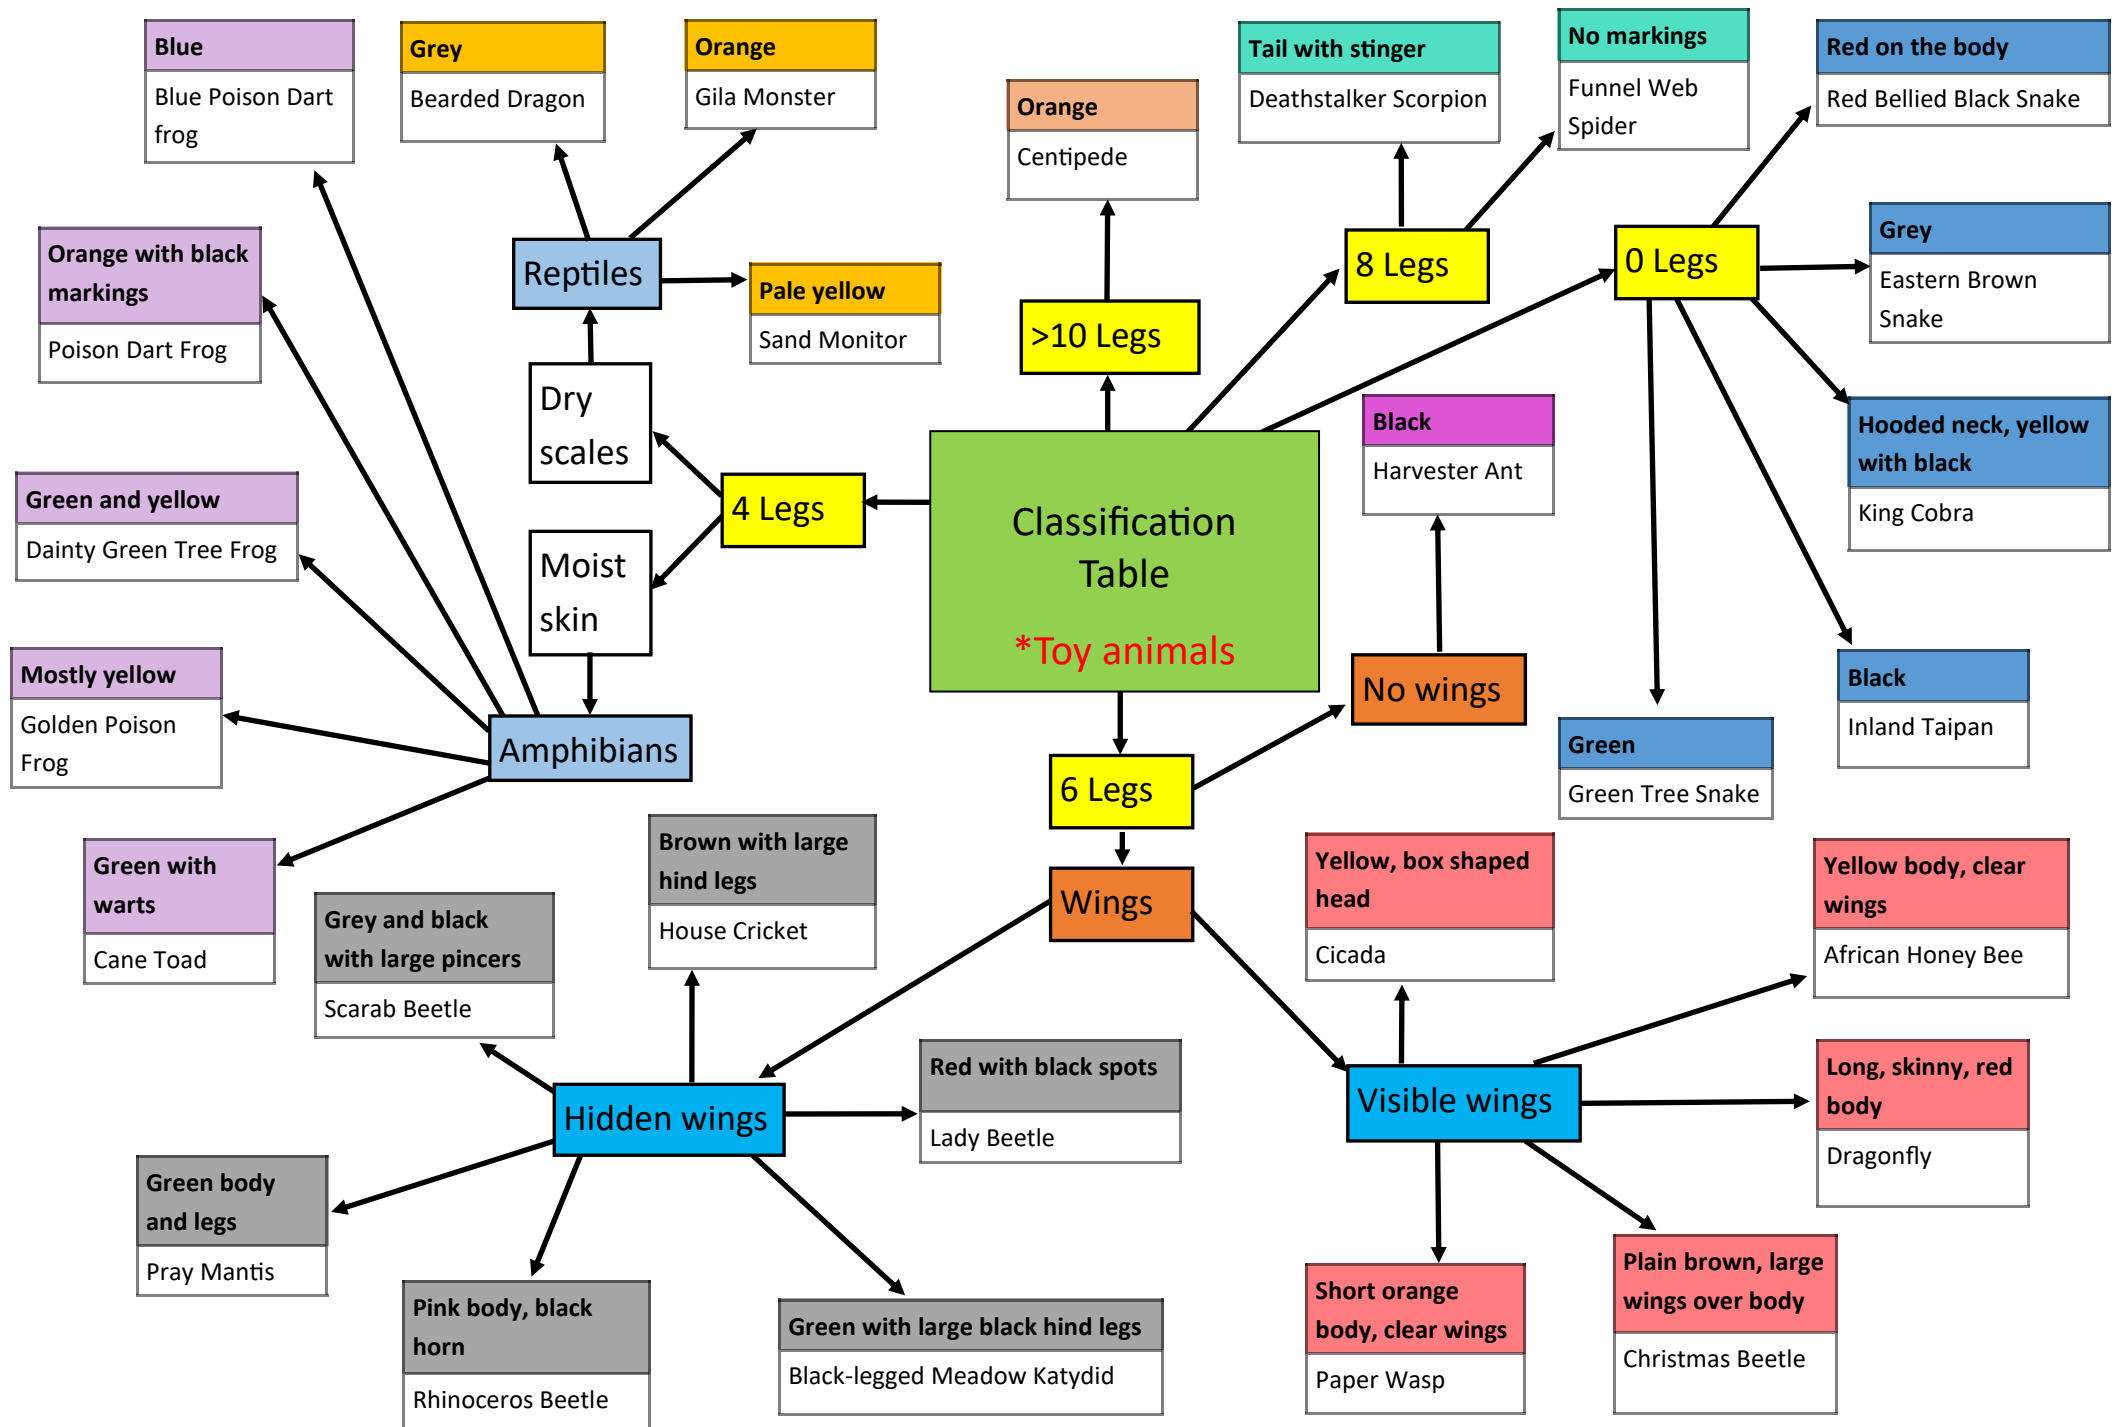 Blue
Blue Poison Dart
frog
Grey
Bearded Dragon
Orange
Gila Monster
Orange
Centipede
Tail with stinger
Deathstalker Scorpion
No markings
Funnel Web
Spider
Red on the body
Red Bellied Black Snake
Orange with black
markings
Poison Dart Frog
Reptiles
Pale yellow
Sand Monitor
>10 Legs
8 Legs
0 Legs
Grey
Eastern Brown
Snake
Dry
scales
Black
Harvester Ant
Hooded neck, yellow
with black
King Cobra
Green and yellow
Dainty Green Tree Frog
4 Legs
Classification
Table
*Toy animals
Moist
skin
Mostly yellow
Golden Poison
Frog
Amphibians
No wings
Black
Inland Taipan
Green
Green Tree Snake
6 Legs
Green with
warts
Cane Toad
Brown with large
hind legs
House Cricket
Grey and black
with large pincers
Scarab Beetle
Wings
Yellow, box shaped
head
Cicada
Yellow body, clear
wings
African Honey Bee
Hidden wings
Red with black spots
Lady Beetle
Visible wings
Long, skinny, red
body
Dragonfly
Green body
and legs
Pray Mantis
Pink body, black
horn
Rhinoceros Beetle
Green with large black hind legs
Black-legged Meadow Katydid
Short orange
body, clear wings
Paper Wasp
Plain brown, large
wings over body
Christmas Beetle